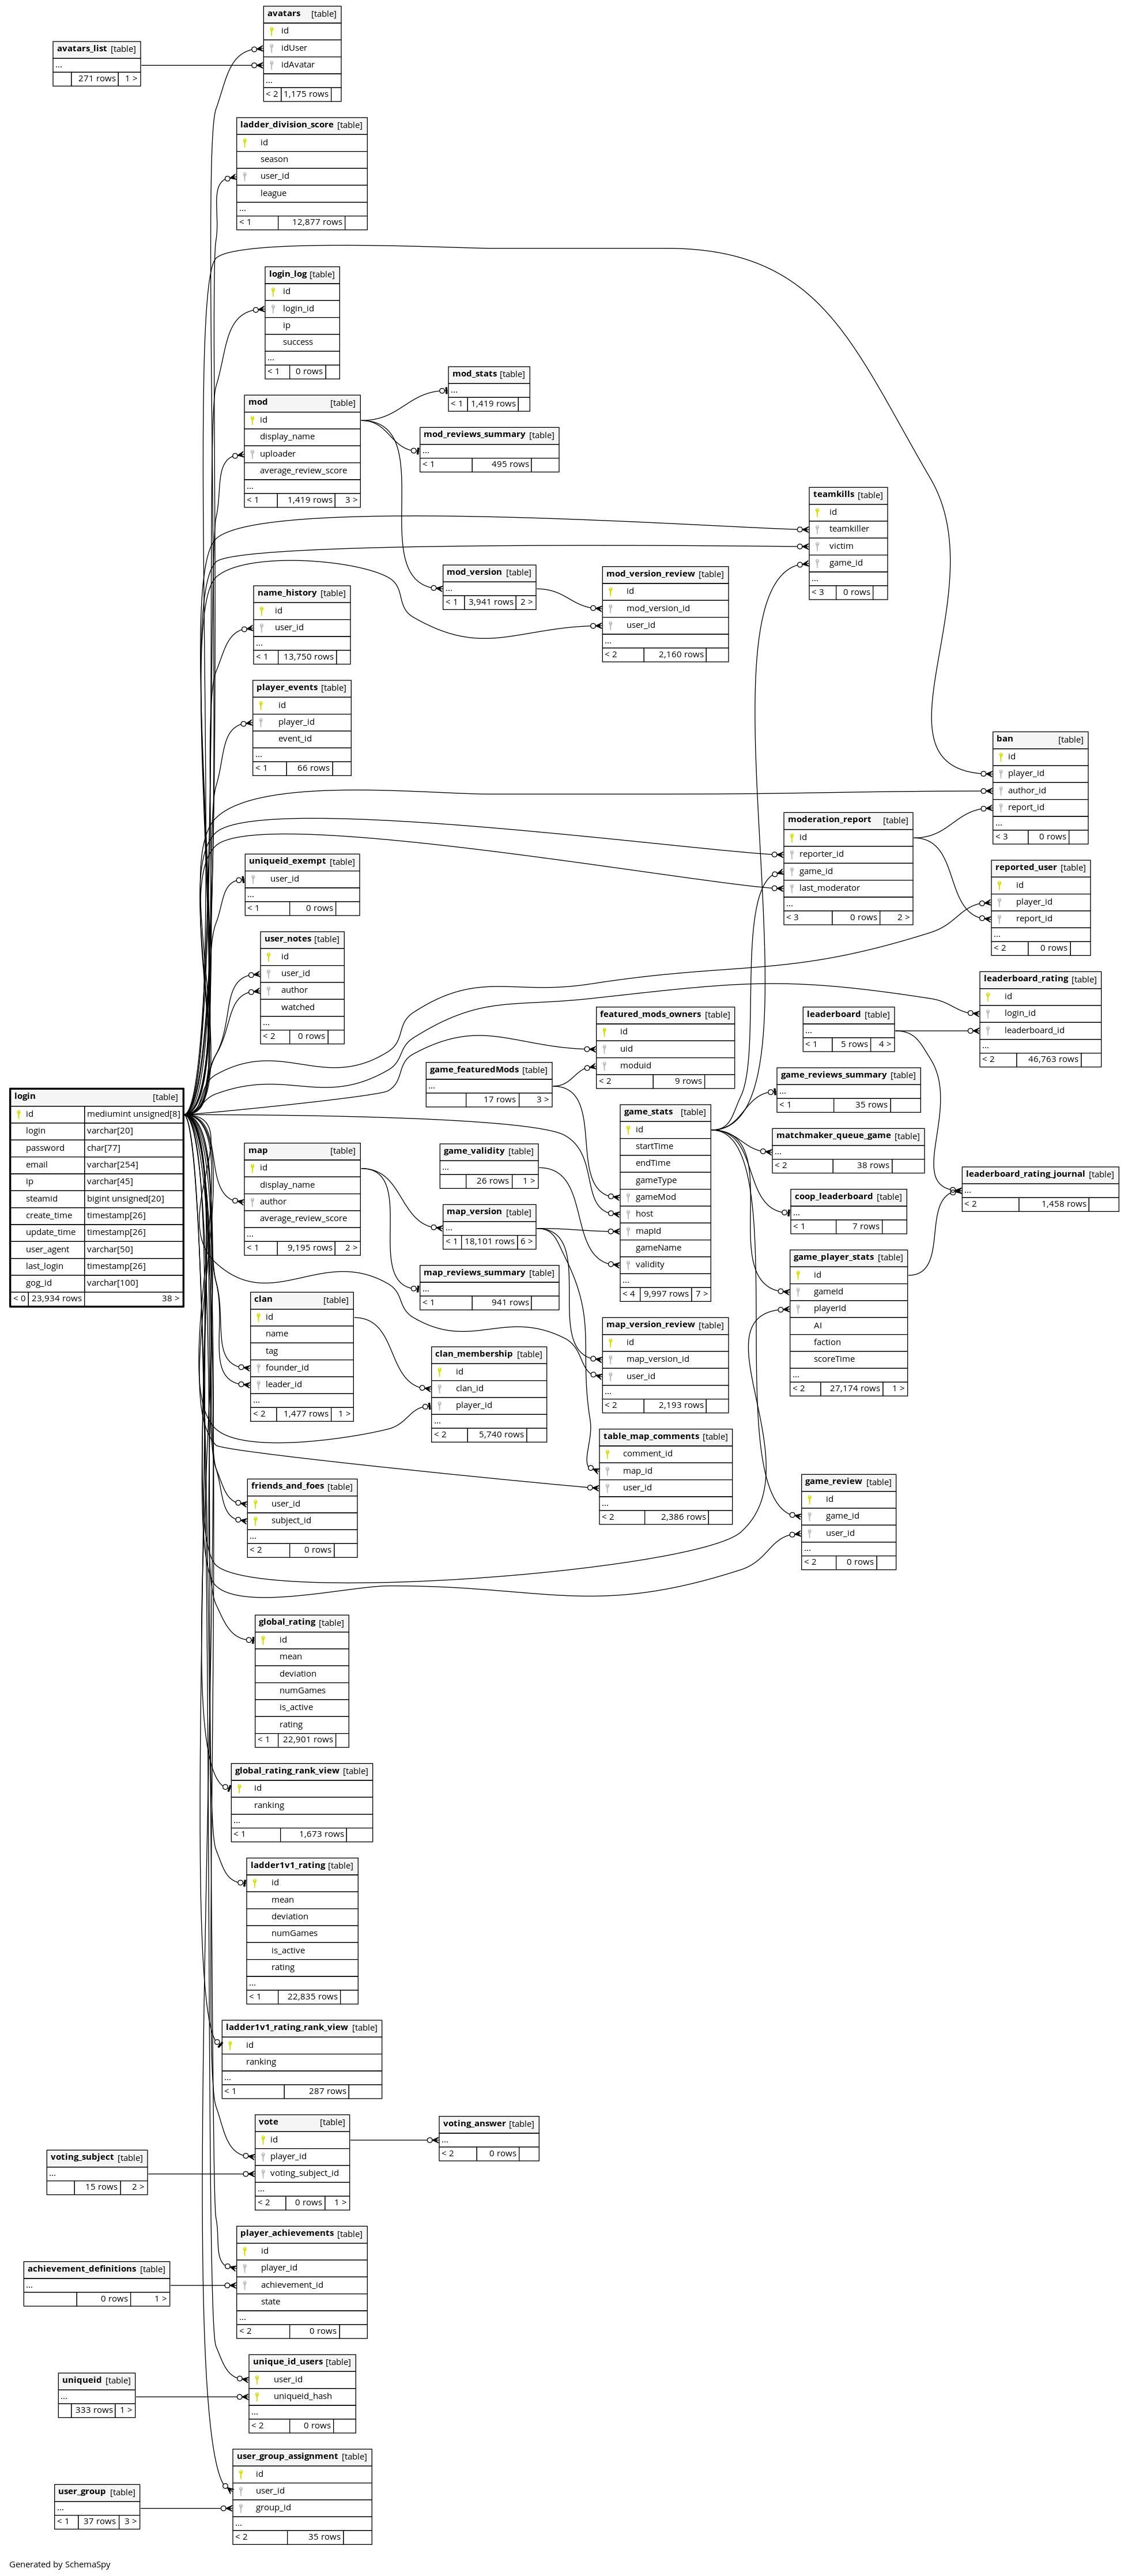 avatars [table]
id
idUser
idAvatar
...
< 2 1,175 rows
avatars_list [table]
...
271 rows 1 >
ladder_division_score [table]
id
season
user_id
league
...
< 1 12,877 rows
login_log [table]
id
login_id
ip
success
...
< 1 0 rows
mod_stats [table]
...
< 1 1,419 rows
mod [table]
id
display_name
uploader
average_review_score
...
< 1 1,419 rows 3 >
mod_reviews_summary [table]
...
< 1 495 rows
teamkills [table]
id
teamkiller
victim
game_id
...
< 3 0 rows
mod_version [table]
...
< 1 3,941 rows 2 >
mod_version_review [table]
id
mod_version_id
user_id
...
< 2 2,160 rows
name_history [table]
id
user_id
...
< 1 13,750 rows
player_events [table]
id
player_id
event_id
...
< 1 66 rows
ban [table]
id
player_id
author_id
report_id
...
< 3 0 rows
moderation_report [table]
id
reporter_id
game_id
last_moderator
...
< 3 0 rows 2 >
uniqueid_exempt [table]
user_id
...
< 1 0 rows
reported_user [table]
id
player_id
report_id
...
< 2 0 rows
user_notes [table]
id
user_id
author
watched
...
< 2 0 rows
leaderboard_rating [table]
id
login_id
leaderboard_id
...
< 2 46,763 rows
featured_mods_owners [table]
id
uid
moduid
< 2 9 rows
leaderboard [table]
...
< 1 5 rows 4 >
game_featuredMods [table]
...
17 rows 3 >
game_reviews_summary [table]
...
< 1 35 rows
login [table]
id mediumint unsigned[8]
login varchar[20]
password char[77]
email varchar[254]
ip varchar[45]
steamid bigint unsigned[20]
create_time timestamp[26]
update_time timestamp[26]
user_agent varchar[50]
last_login timestamp[26]
gog_id varchar[100]
< 0 23,934 rows 38 >
game_stats [table]
id
startTime
endTime
gameType
gameMod
host
mapId
gameName
validity
...
< 4 9,997 rows 7 >
matchmaker_queue_game [table]
...
< 2 38 rows
map [table]
id
display_name
author
average_review_score
...
< 1 9,195 rows 2 >
game_validity [table]
...
26 rows 1 >
leaderboard_rating_journal [table]
...
< 2 1,458 rows
coop_leaderboard [table]
...
< 1 7 rows
map_version [table]
...
< 1 18,101 rows 6 >
game_player_stats [table]
id
gameId
playerId
AI
faction
scoreTime
...
< 2 27,174 rows 1 >
map_reviews_summary [table]
...
< 1 941 rows
clan [table]
id
name
tag
founder_id
leader_id
...
< 2 1,477 rows 1 >
map_version_review [table]
id
map_version_id
user_id
...
< 2 2,193 rows
clan_membership [table]
id
clan_id
player_id
...
< 2 5,740 rows
table_map_comments [table]
comment_id
map_id
user_id
...
< 2 2,386 rows
friends_and_foes [table]
user_id
subject_id
...
< 2 0 rows
game_review [table]
id
game_id
user_id
...
< 2 0 rows
global_rating [table]
id
mean
deviation
numGames
is_active
rating
< 1 22,901 rows
global_rating_rank_view [table]
id
ranking
...
< 1 1,673 rows
ladder1v1_rating [table]
id
mean
deviation
numGames
is_active
rating
...
< 1 22,835 rows
ladder1v1_rating_rank_view [table]
id
ranking
...
< 1 287 rows
vote [table]
id
player_id
voting_subject_id
...
< 2 0 rows 1 >
voting_answer [table]
...
< 2 0 rows
voting_subject [table]
...
15 rows 2 >
player_achievements [table]
id
player_id
achievement_id
state
...
< 2 0 rows
achievement_definitions [table]
...
0 rows 1 >
unique_id_users [table]
user_id
uniqueid_hash
...
< 2 0 rows
uniqueid [table]
...
333 rows 1 >
user_group_assignment [table]
id
user_id
group_id
...
< 2 35 rows
user_group [table]
...
< 1 37 rows 3 >
Generated by SchemaSpy